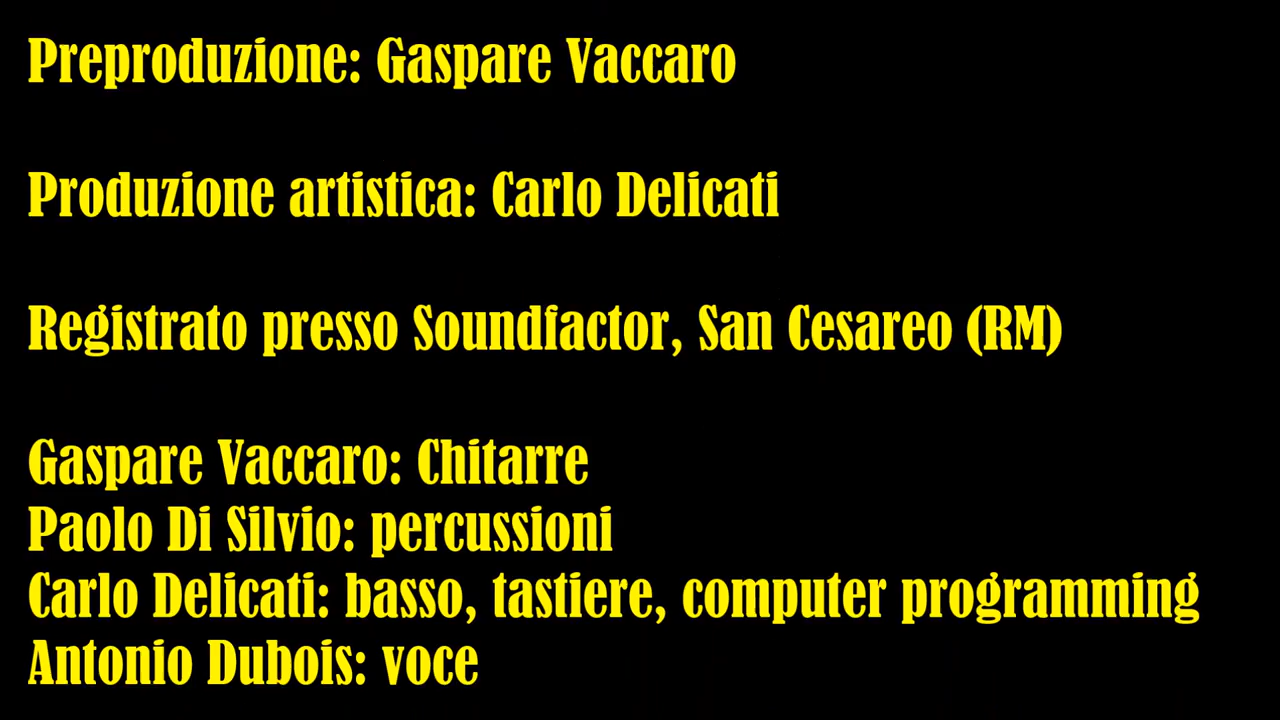 Preproduzione: Gaspare Vaccaro
Produzione artistica: Carlo Delicati
Registrato presso Soundfactor, San Cesareo (RM)
Gaspare Vaccaro: Chitarre
Paolo Di Silvio: percussioni
Carlo Delicati: basso, tastiere, computer programming
Antonio Dubois: voce